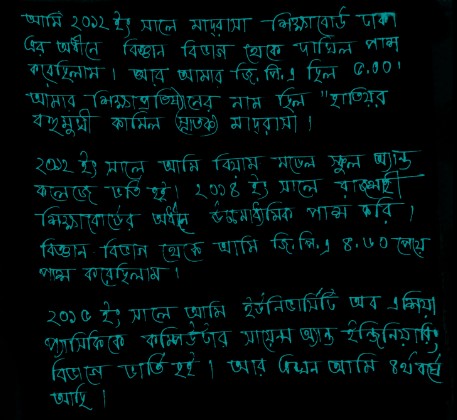 আমি ২০১২ ইং সালে মাদ্রাসা শিক্ষাবোর্ড ঢাকা
এর অধীনে বিজ্ঞান বিভাগ থেকে দাখিল পাশ
করেছিলাম। আর আমার জি.পি.এ ছিল ৫.০০।
আমার শিক্ষাপ্রতিষ্ঠানের নাম ছিল "হাতিয়র
বহুমুখী কামিল (স্নাতক) মাদ্রাসা।
২০১২ ইং সালে আমি বিয়াম মডেল স্কুল অ্যান্ড
কলেজে ভর্তি হই। ২০১৪ ইং সালে রাজশাহী
শিক্ষাবোর্ডের অধীনে উচ্চমাধ্যমিক পাশ করি।
বিজ্ঞান বিভাগ থেকে আমি জি.পি.এ ৪.৬০ পেয়ে
পাশ করেছিলাম।
২০১৫ ইং সালে আমি ইউনিভার্সিটি অব এশিয়া
প্যাসিফিকে কম্পিউটার সায়েন্স অ্যান্ড ইঞ্জিনিয়ারিং
বিভাগে ভর্তি হই। আর এখন আমি ৪র্থ বর্ষে
আছি।